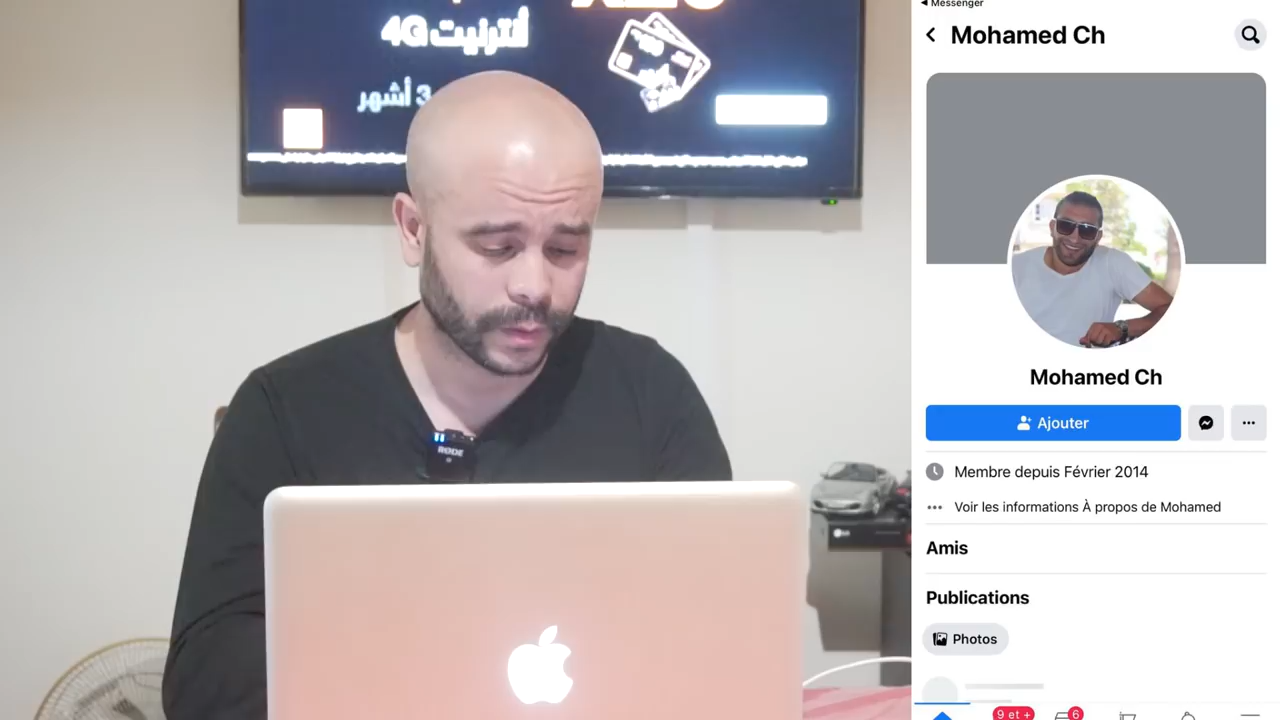 أنترنيت 4G
3 أشهر
RODE
Messenger
Mohamed Ch
Mohamed Ch
Ajouter
Membre depuis Février 2014
Voir les informations À propos de Mohamed
Amis
Publications
Photos
9 et +
6